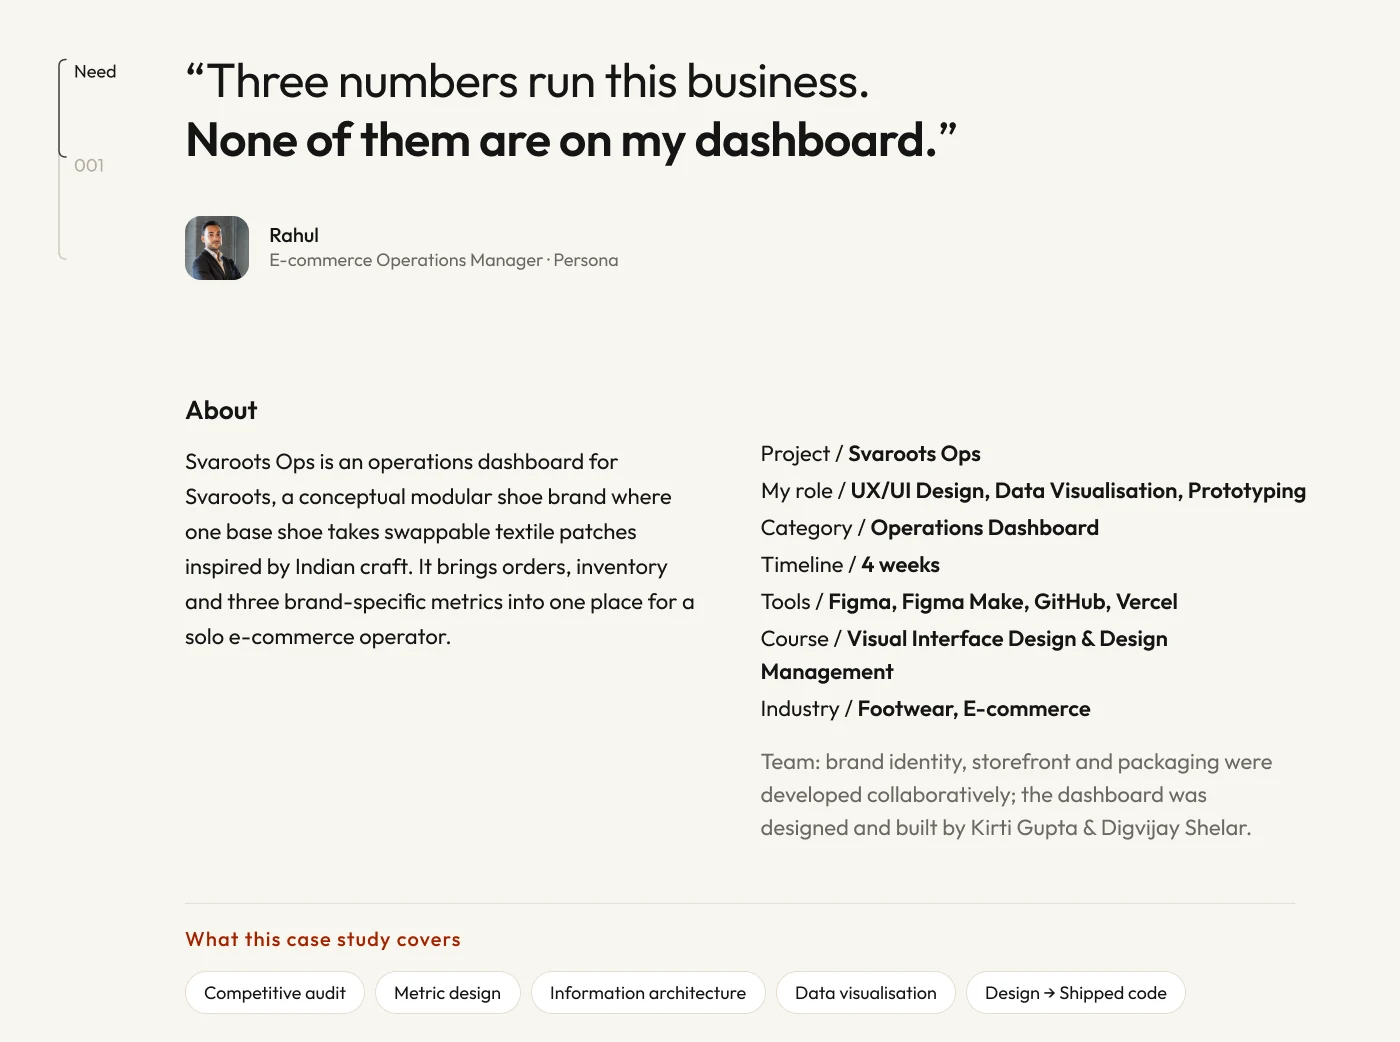 Need
001
“Three numbers run this business.
None of them are on my dashboard.”
Rahul
E-commerce Operations Manager · Persona
About
Svaroots Ops is an operations dashboard for
Svaroots, a conceptual modular shoe brand where
one base shoe takes swappable textile patches
inspired by Indian craft. It brings orders, inventory
and three brand-specific metrics into one place for a
solo e-commerce operator.
Project / Svaroots Ops
My role / UX/UI Design, Data Visualisation, Prototyping
Category / Operations Dashboard
Timeline / 4 weeks
Tools / Figma, Figma Make, GitHub, Vercel
Course / Visual Interface Design & Design
Management
Industry / Footwear, E-commerce
Team: brand identity, storefront and packaging were
developed collaboratively; the dashboard was
designed and built by Kirti Gupta & Digvijay Shelar.
What this case study covers
Competitive audit
Metric design
Information architecture
Data visualisation
Design → Shipped code